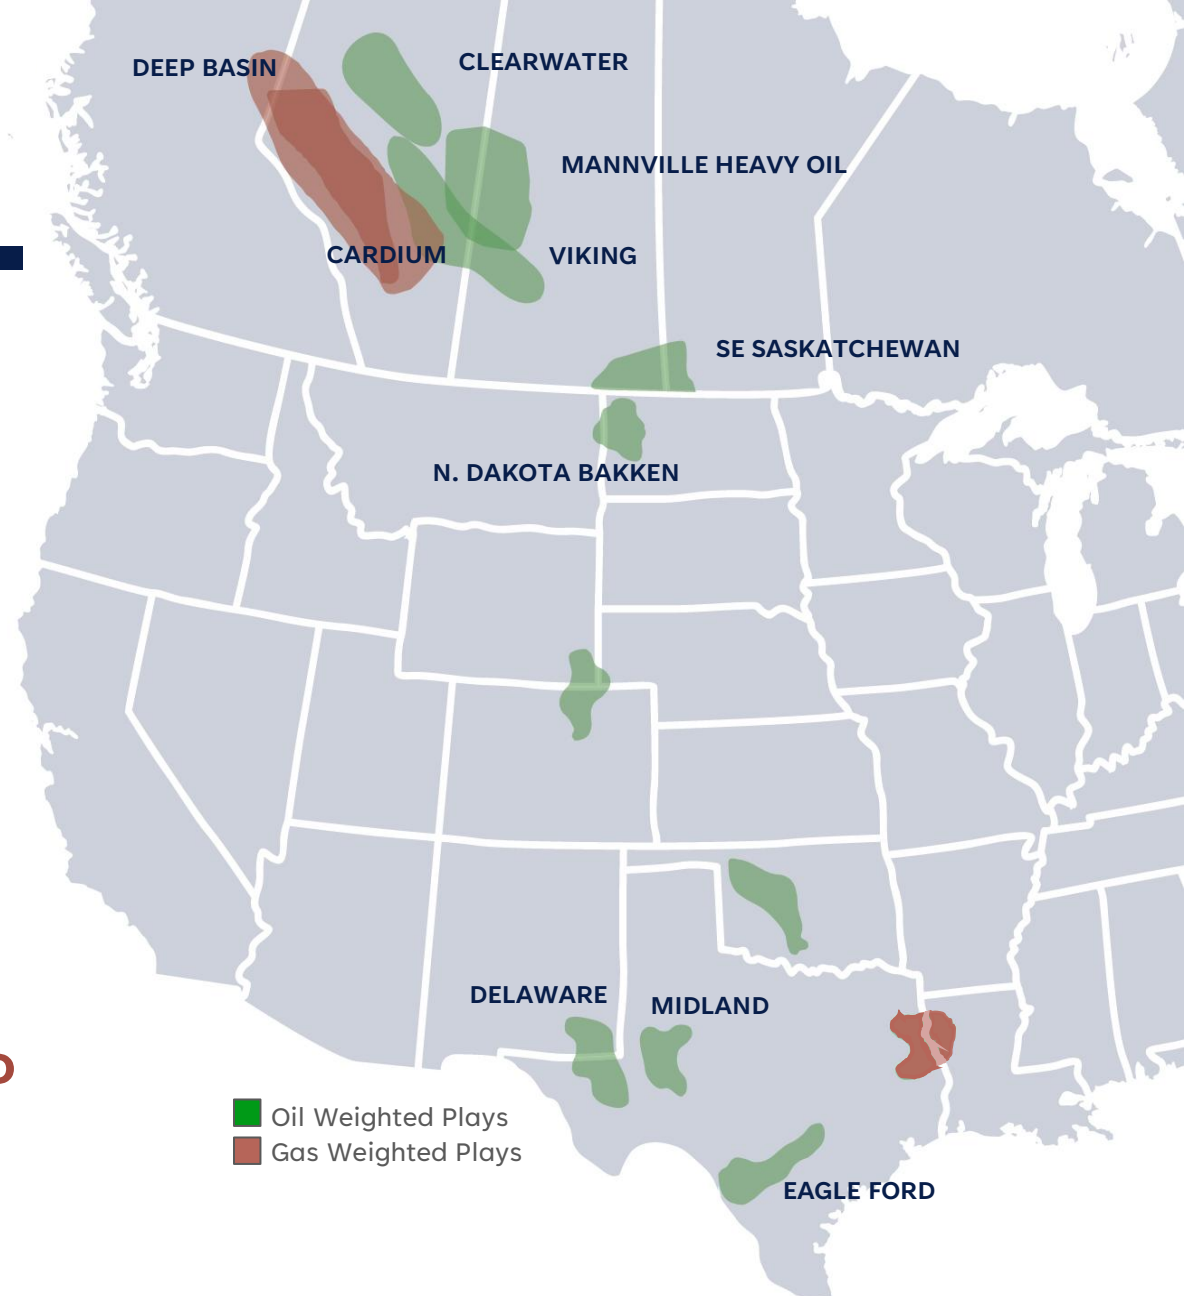 DEEP BASIN
CLEARWATER
MANNVILLE HEAVY OIL
CARDIUM
VIKING
SE SASKATCHEWAN
N. DAKOTA BAKKEN
DELAWARE
MIDLAND
Oil Weighted Plays
Gas Weighted Plays
EAGLE FORD